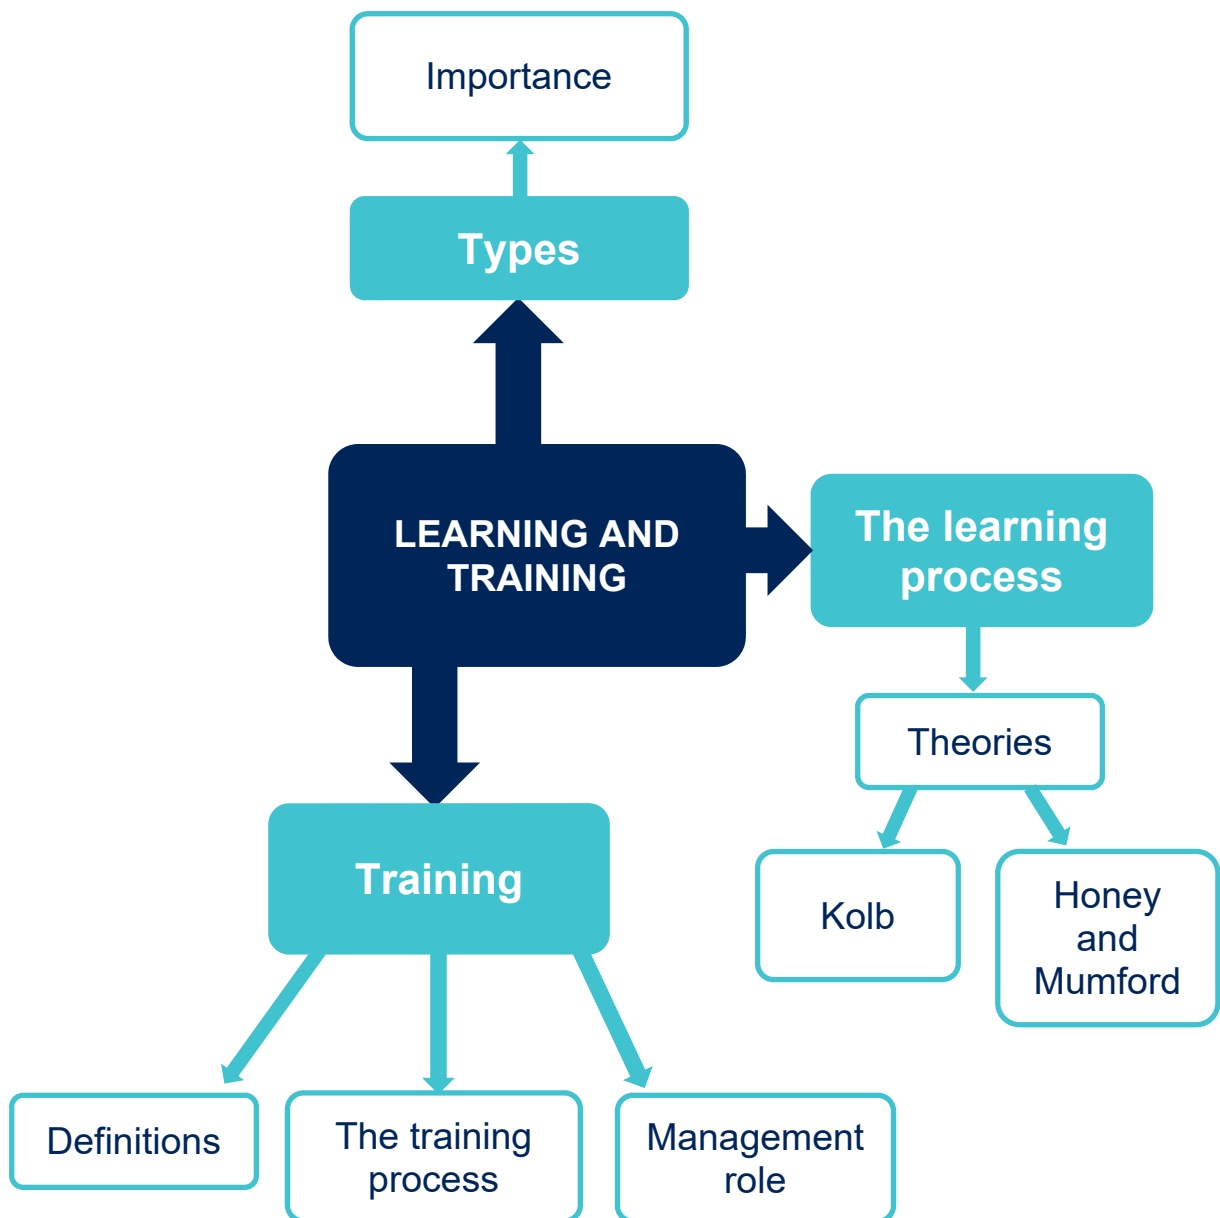 Importance
Types
LEARNING AND
TRAINING
The learning
process
Theories
Kolb
Honey
and
Mumford
Training
Definitions
The training
process
Management
role